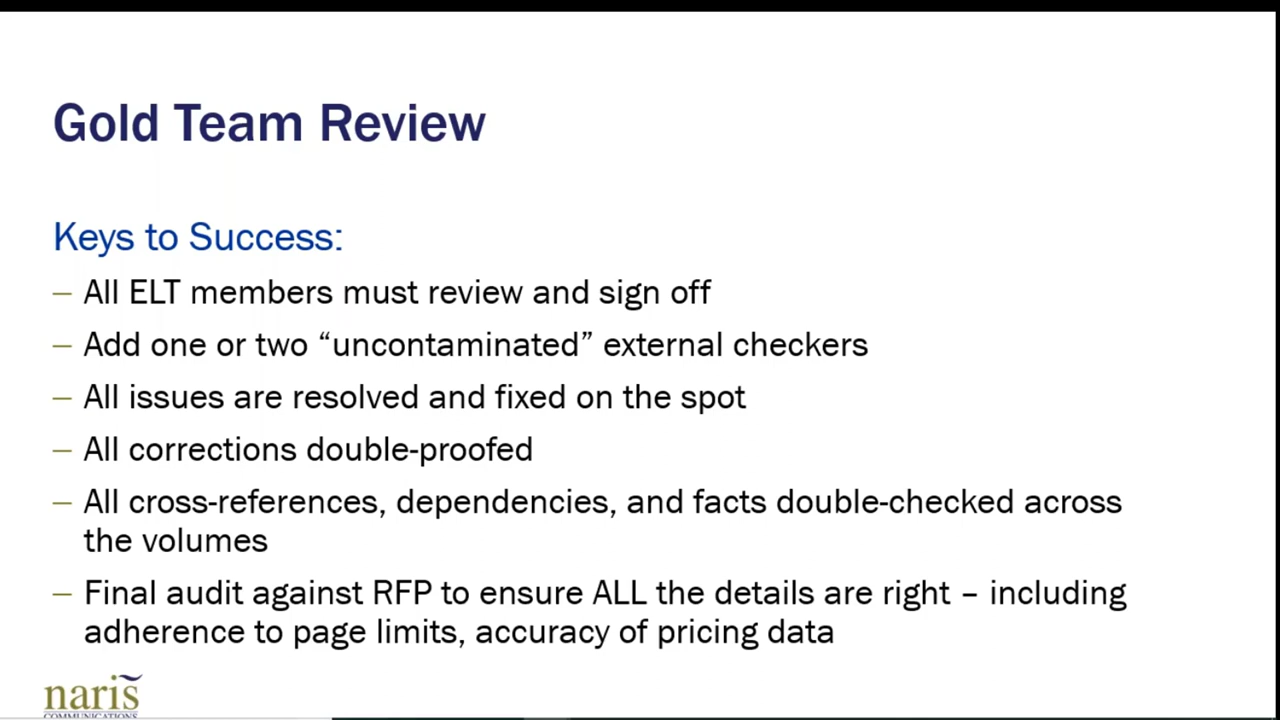 Gold Team Review
Keys to Success:
– All ELT members must review and sign off
– Add one or two “uncontaminated” external checkers
– All issues are resolved and fixed on the spot
– All corrections double-proofed
– All cross-references, dependencies, and facts double-checked across
the volumes
– Final audit against RFP to ensure ALL the details are right – including
adherence to page limits, accuracy of pricing data
naris
COMMUNICATIONS